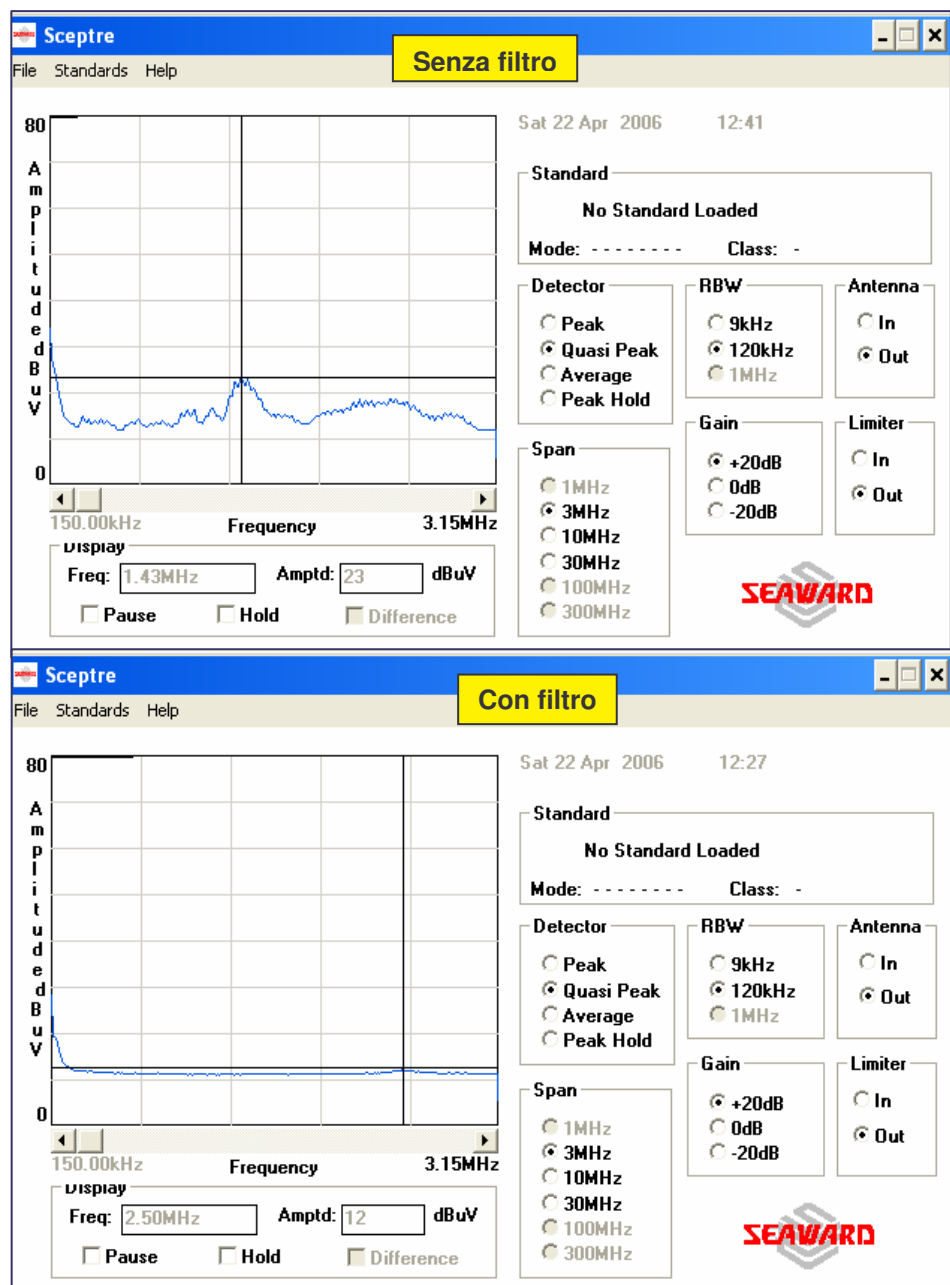 Sceptre
Senza filtro
File Standards Help
Sat 22 Apr 2006 12:41
80
Amplitude dBuV
0
150.00kHz Frequency 3.15MHz
Display
Freq: 1.43MHz Amptd: 23 dBuV
Pause Hold Difference
Standard
No Standard Loaded
Mode: - - - - - - - - Class: -
Detector
Peak
Quasi Peak
Average
Peak Hold
RBW
9kHz
120kHz
1MHz
Antenna
In
Out
Span
1MHz
3MHz
10MHz
30MHz
100MHz
300MHz
Gain
+20dB
0dB
-20dB
Limiter
In
Out
SEAWARD
Sceptre
Con filtro
File Standards Help
Sat 22 Apr 2006 12:27
80
Amplitude dBuV
0
150.00kHz Frequency 3.15MHz
Display
Freq: 2.50MHz Amptd: 12 dBuV
Pause Hold Difference
Standard
No Standard Loaded
Mode: - - - - - - - - Class: -
Detector
Peak
Quasi Peak
Average
Peak Hold
RBW
9kHz
120kHz
1MHz
Antenna
In
Out
Span
1MHz
3MHz
10MHz
30MHz
100MHz
300MHz
Gain
+20dB
0dB
-20dB
Limiter
In
Out
SEAWARD